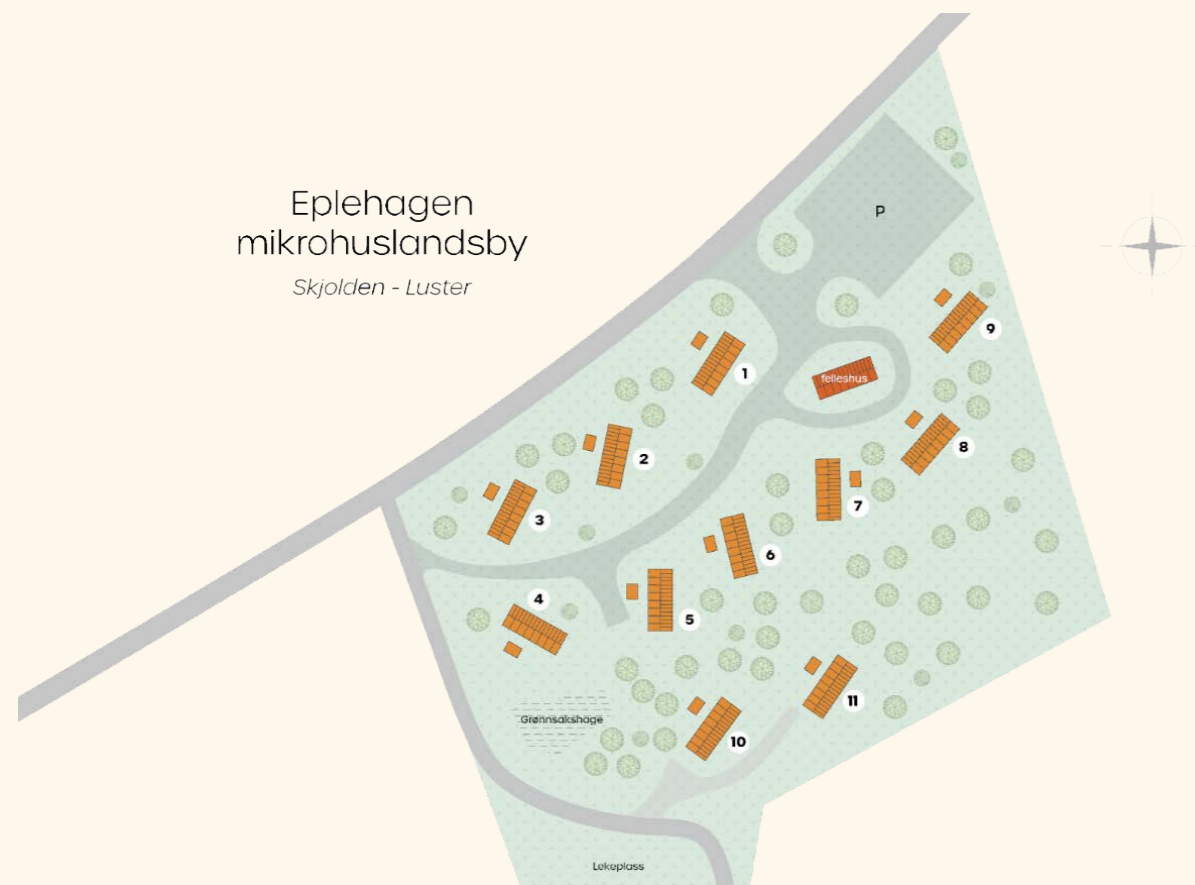 Eplehagen
mikrohuslandsby
Skjolden - Luster
P
9
1
felleshus
8
2
7
3
6
4
5
11
Grønnsakshage
10
Lekeplass